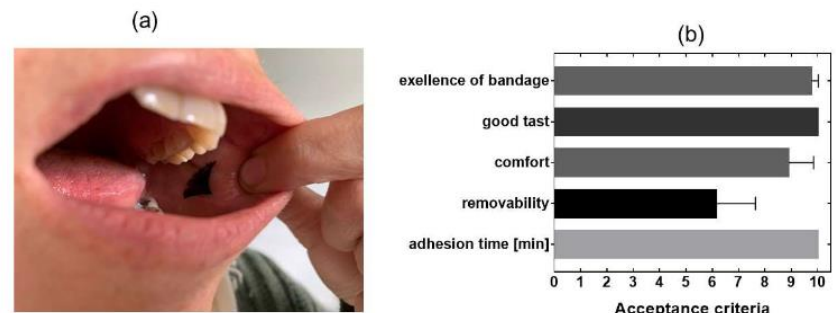 (a)
(b)
exellence of bandage
good tast
comfort
removability
adhesion time [min]
0 1 2 3 4 5 6 7 8 9 10
Acceptance criteria